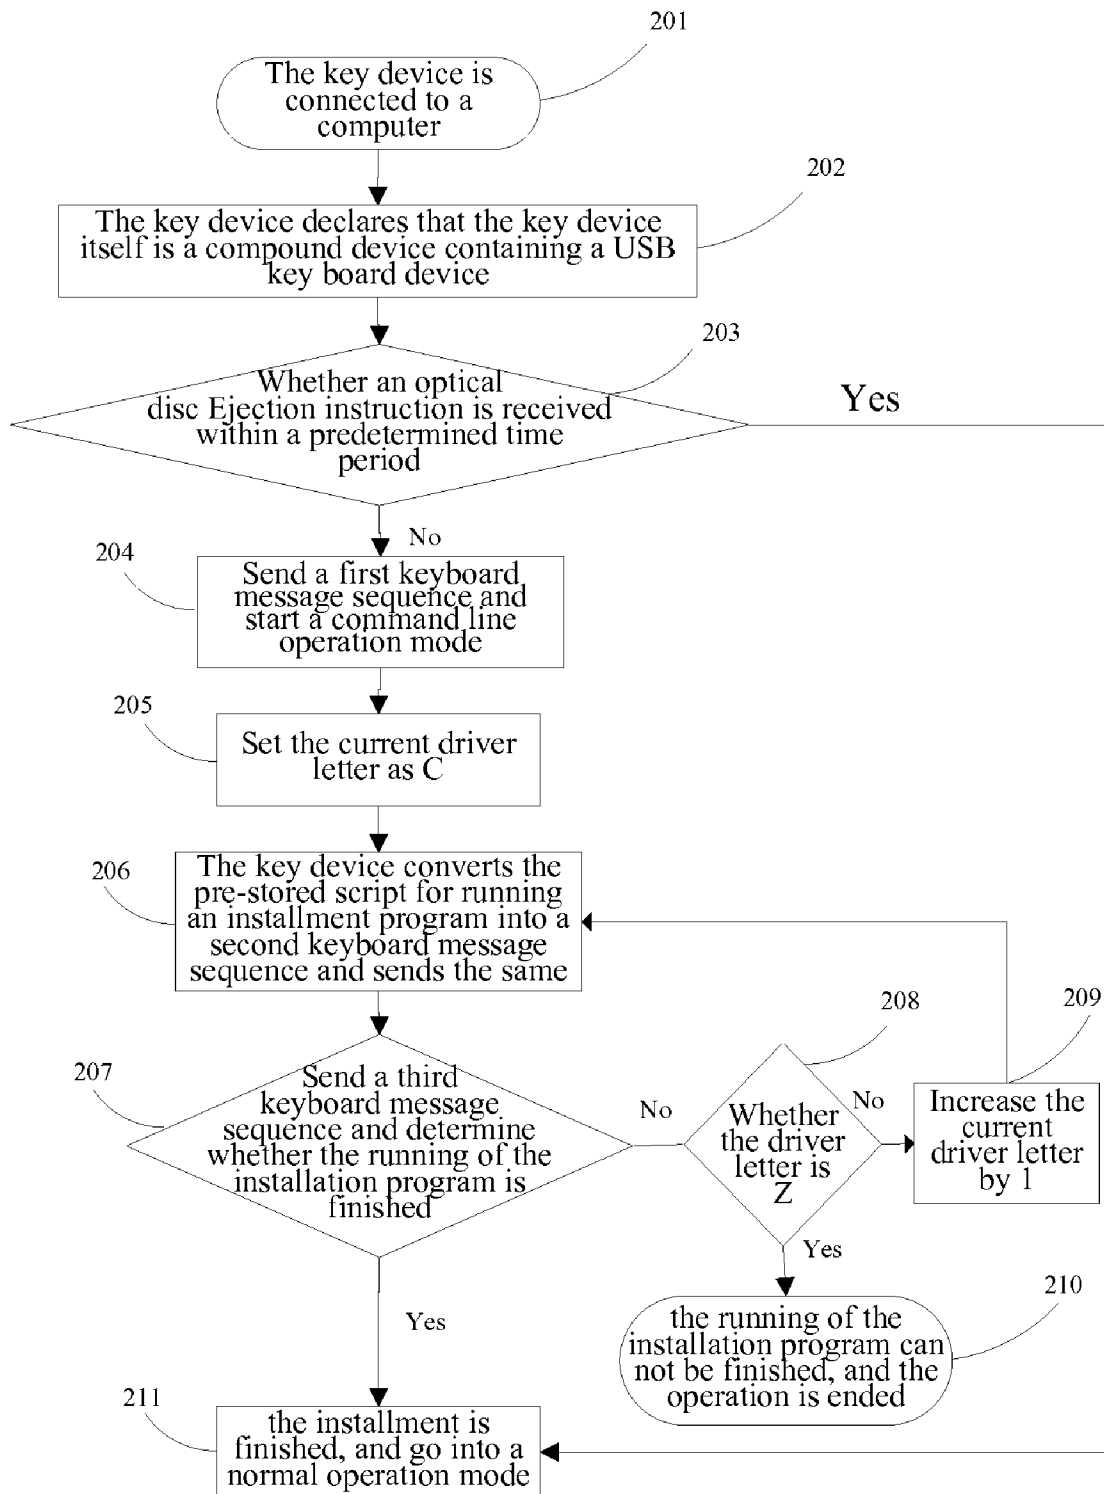 201
The key device is
connected to a
computer
202
The key device declares that the key device
itself is a compound device containing a USB
key board device
203
Whether an optical
disc Ejection instruction is received
within a predetermined time
period
Yes
No
204
Send a first keyboard
message sequence and
start a command line
operation mode
205
Set the current driver
letter as C
206
The key device converts the
pre-stored script for running
an installment program into a
second keyboard message
sequence and sends the same
207
Send a third
keyboard message
sequence and determine
whether the running of the
installation program is
finished
No
208
Whether
the driver
letter is
Z
No
209
Increase the
current
driver letter
by 1
Yes
210
the running of the
installation program can
not be finished, and the
operation is ended
Yes
211
the installment is
finished, and go into a
normal operation mode